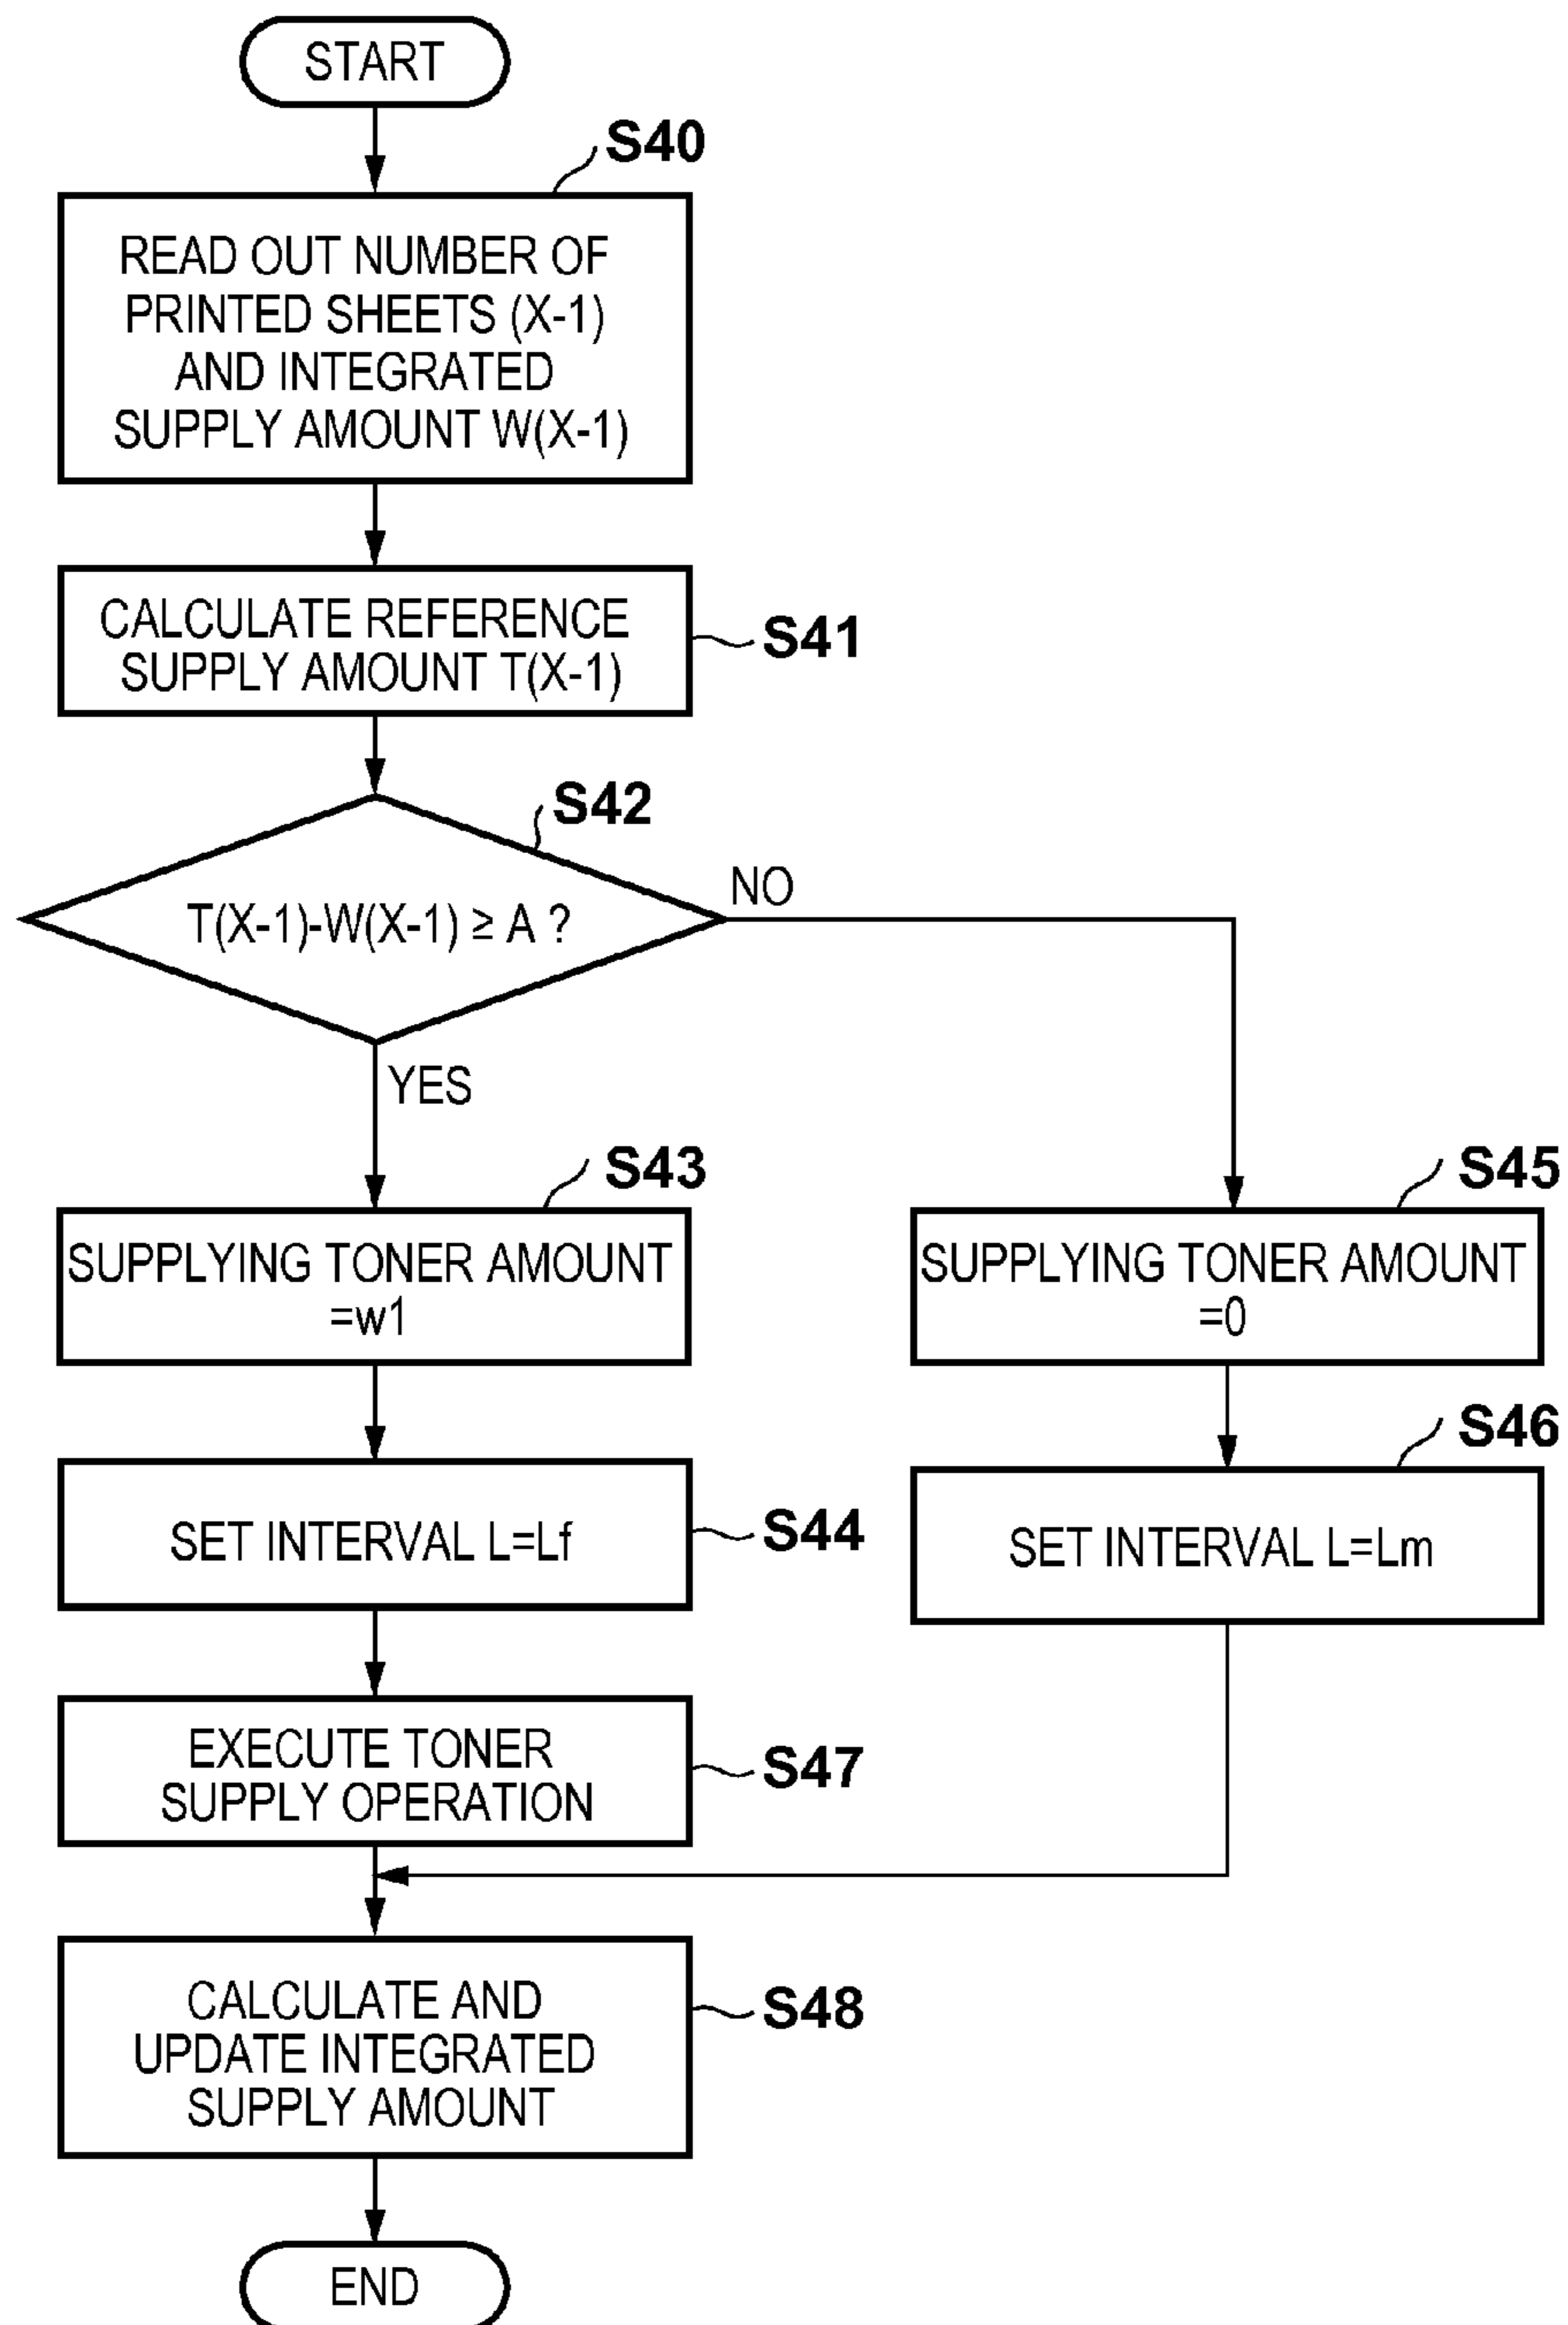 START
S40
READ OUT NUMBER OF
PRINTED SHEETS (X-1)
AND INTEGRATED
SUPPLY AMOUNT W(X-1)
CALCULATE REFERENCE
SUPPLY AMOUNT T(X-1)
S41
S42
T(X-1)-W(X-1) ≥ A ?
NO
YES
S43
SUPPLYING TONER AMOUNT
=w1
S45
SUPPLYING TONER AMOUNT
=0
SET INTERVAL L=Lf
S44
S46
SET INTERVAL L=Lm
EXECUTE TONER
SUPPLY OPERATION
S47
CALCULATE AND
UPDATE INTEGRATED
SUPPLY AMOUNT
S48
END